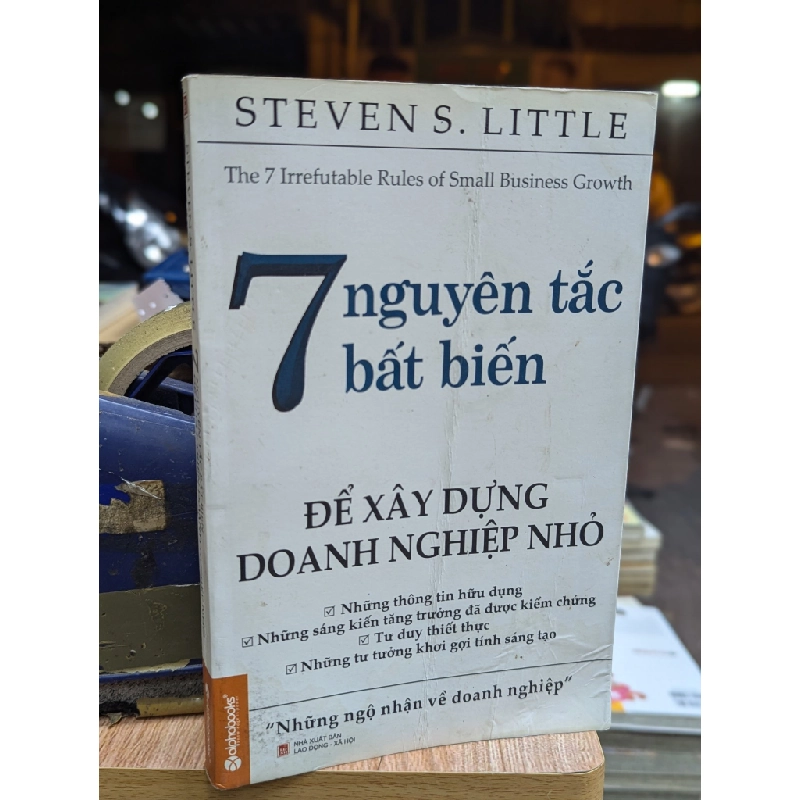 STEVEN S. LITTLE
The 7 Irrefutable Rules of Small Business Growth
7 nguyên tắc
bất biến
ĐỂ XÂY DỰNG
DOANH NGHIỆP NHỎ
☑ Những thông tin hữu dụng
☑ Những sáng kiến tăng trưởng đã được kiểm chứng
☑ Tư duy thiết thực
☑ Những tư tưởng khơi gợi tính sáng tạo
"Những ngộ nhận về doanh nghiệp"
alphabooks®
NHÀ XUẤT BẢN
LAO ĐỘNG - XÃ HỘI